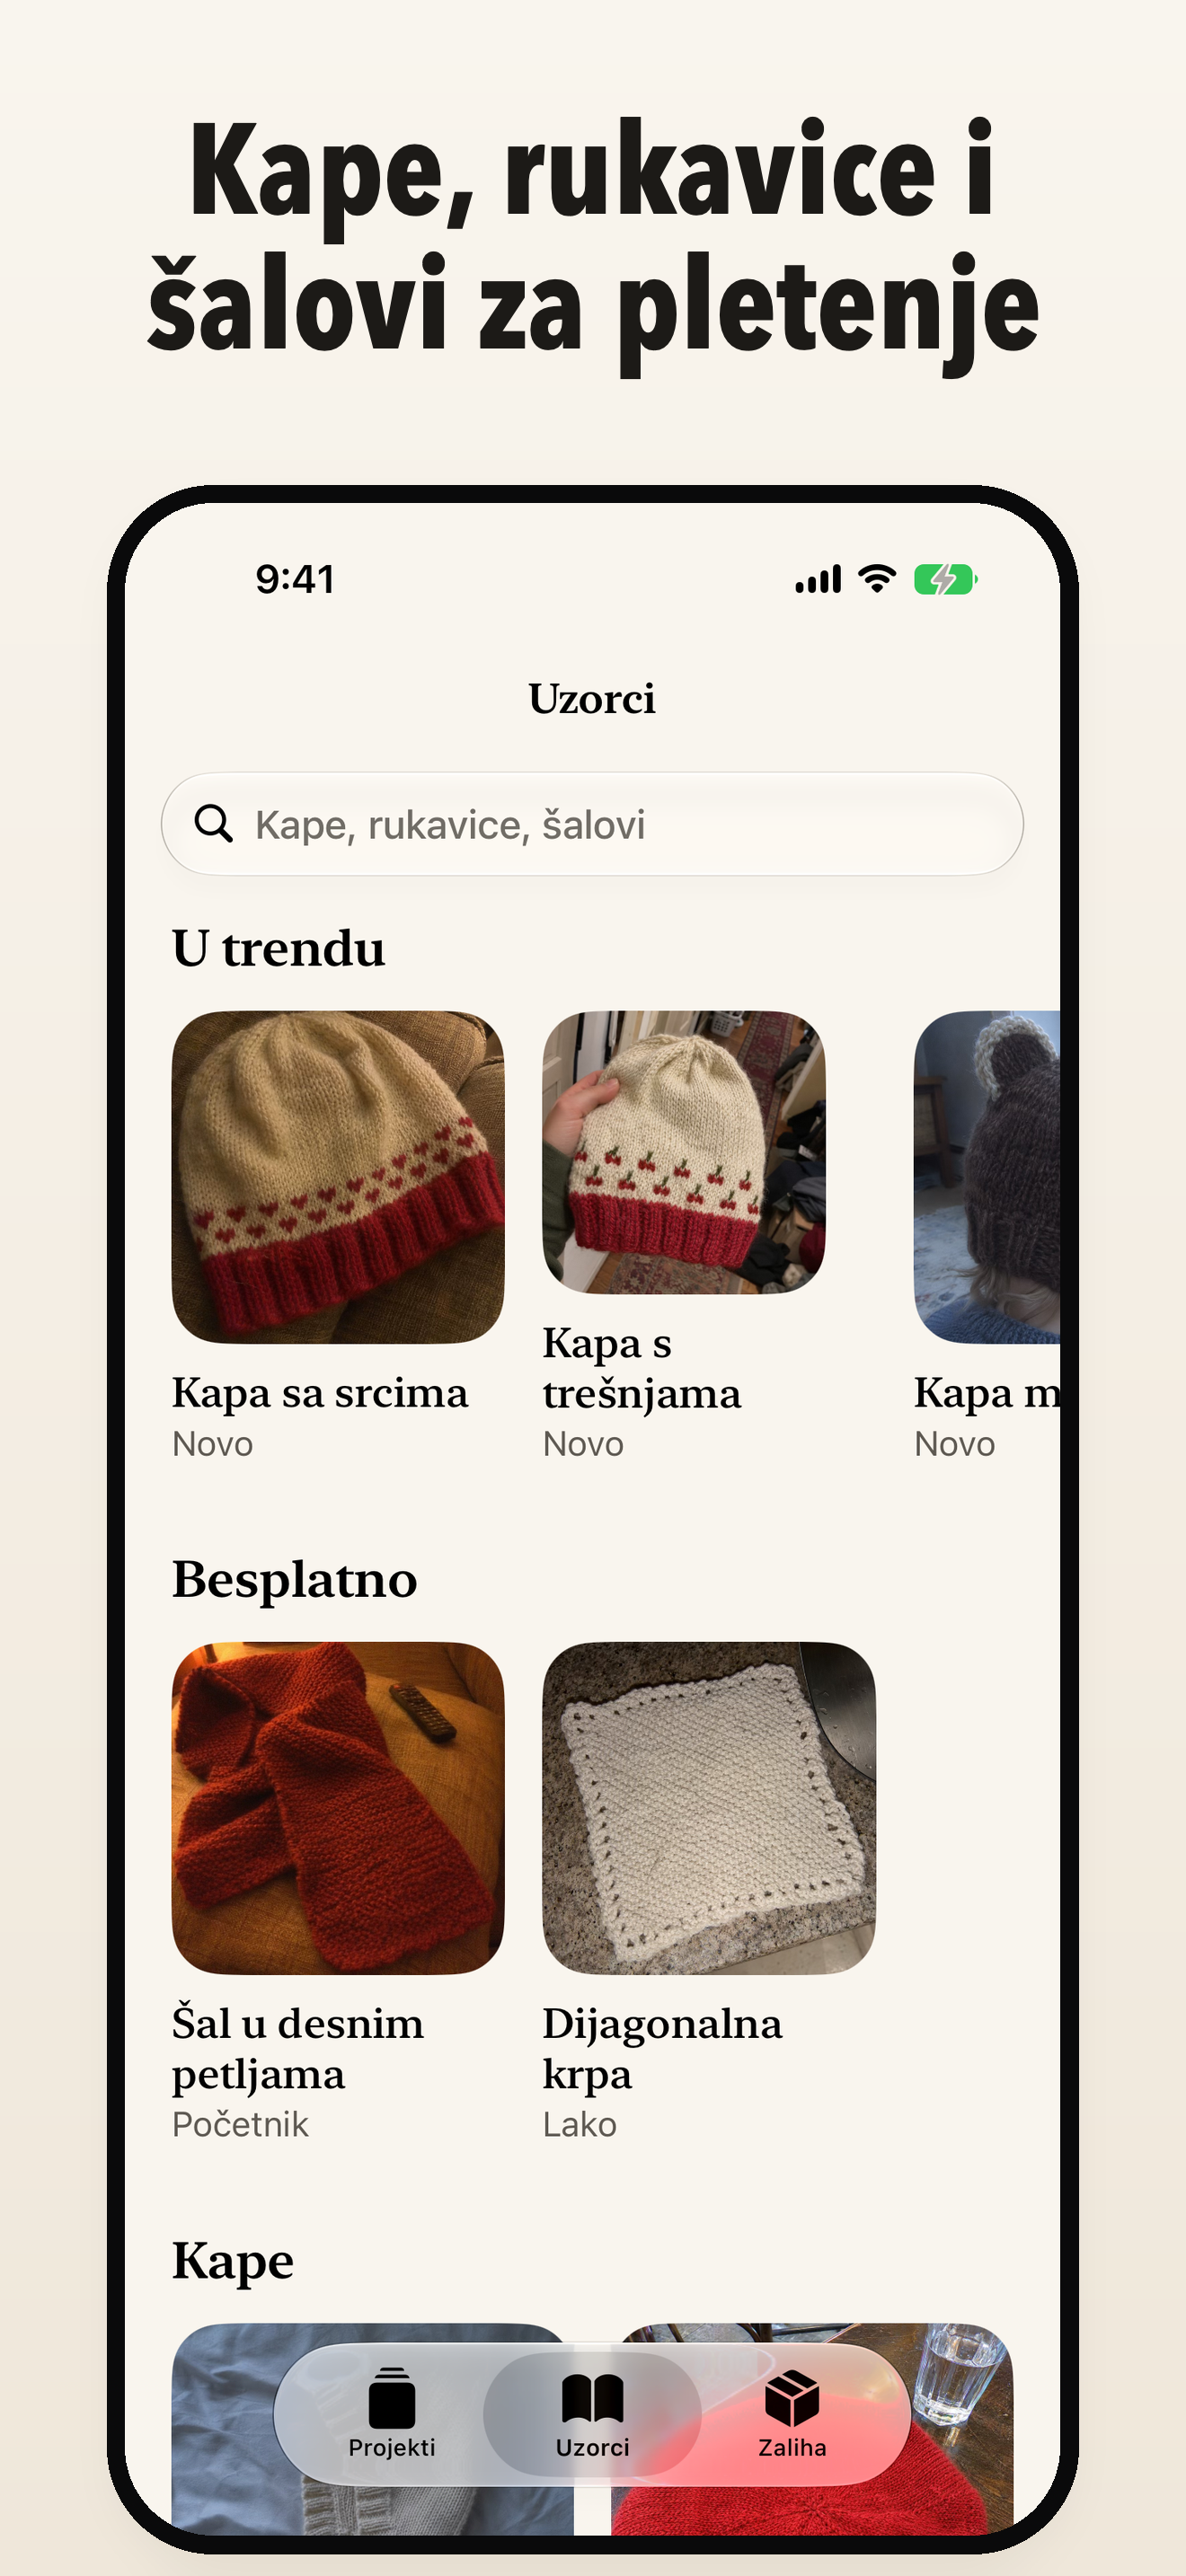 Kape, rukavice i
šalovi za pletenje
9:41
Uzorci
Kape, rukavice, šalovi
U trendu
Kapa sa srcima
Novo
Kapa s
trešnjama
Novo
Kapa m
Novo
Besplatno
Šal u desnim
petljama
Početnik
Dijagonalna
krpa
Lako
Kape
Projekti
Uzorci
Zaliha